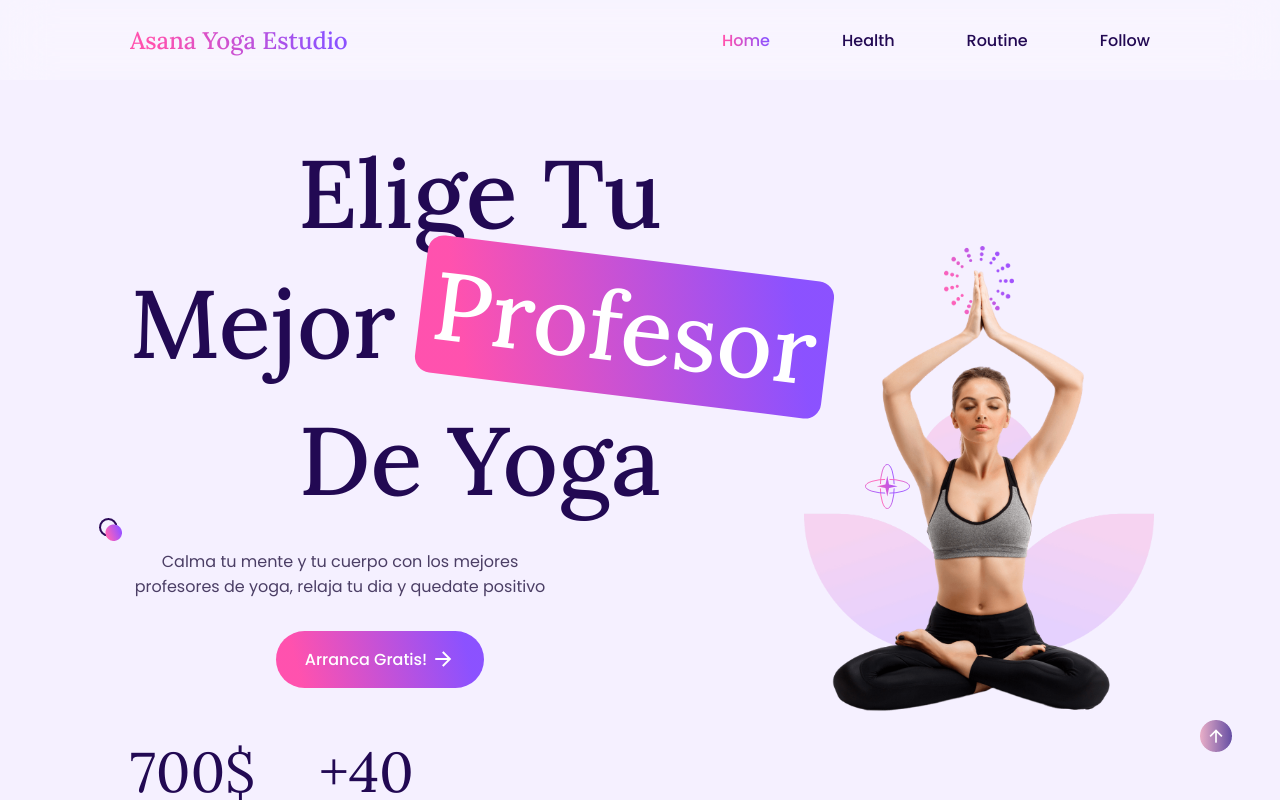 Asana Yoga Estudio
Home
Health
Routine
Follow
Elige Tu
Mejor Profesor
De Yoga
Calma tu mente y tu cuerpo con los mejores
profesores de yoga, relaja tu dia y quedate positivo
Arranca Gratis!
700$
+40